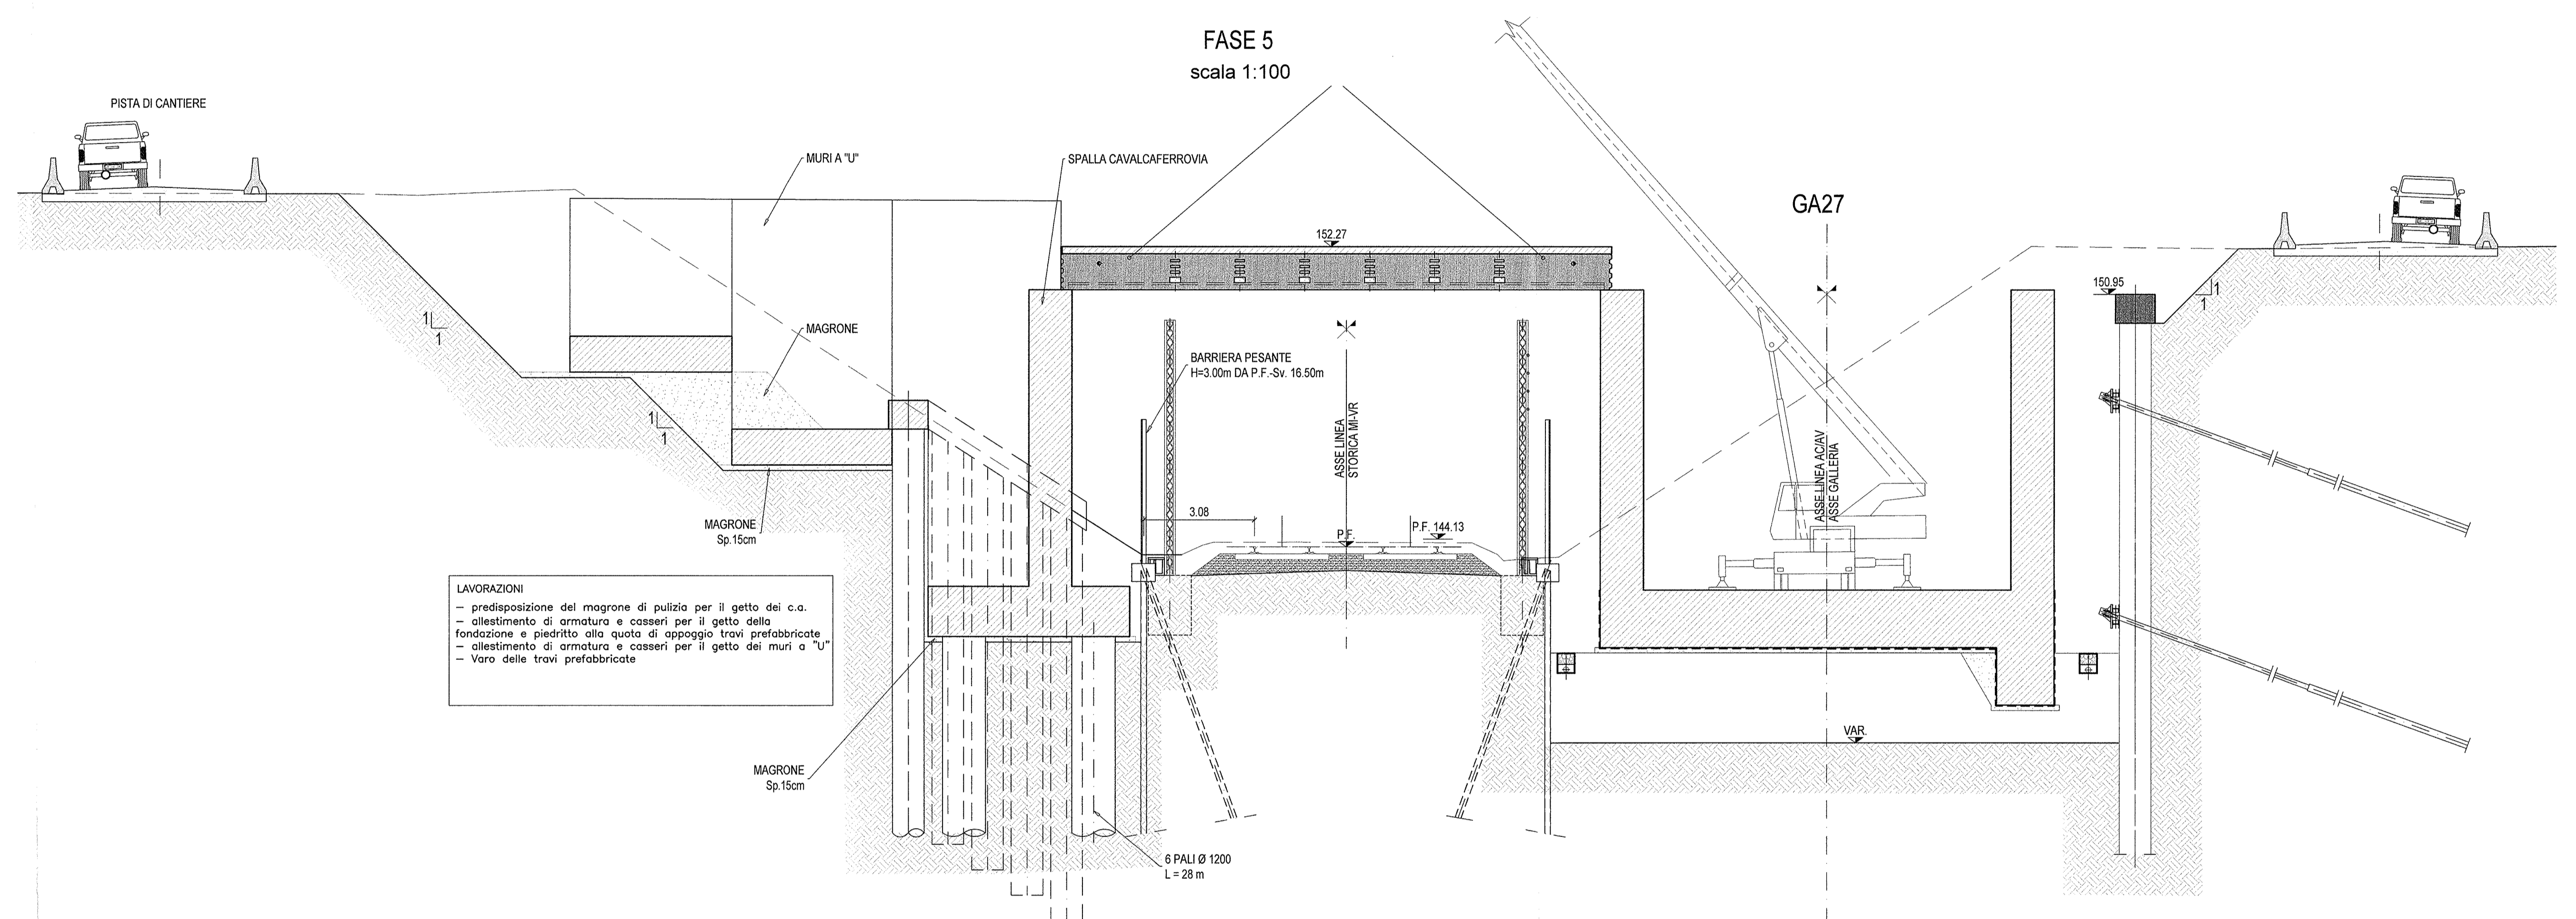 FASE 5
scala 1:100
PISTA DI CANTIERE
MURI A "U"
SPALLA CAVALCAFERROVIA
GA27
152.27
150.95
1
1
1
1
MAGRONE
BARRIERA PESANTE
H=3.00m DA P.F.-Sv. 16.50m
1
1
ASSE LINEA
STORICA MI-VR
ASSE LINEA AC/AV
ASSE GALLERIA
3.08
P.F.
P.F. 144.13
MAGRONE
Sp.15cm
LAVORAZIONI
– predisposizione del magrone di pulizia per il getto dei c.a.
– allestimento di armatura e casseri per il getto della
fondazione e piedritto alla quota di appoggio travi prefabbricate
– allestimento di armatura e casseri per il getto dei muri a "U"
– Varo delle travi prefabbricate
VAR.
MAGRONE
Sp.15cm
6 PALI Ø 1200
L = 28 m